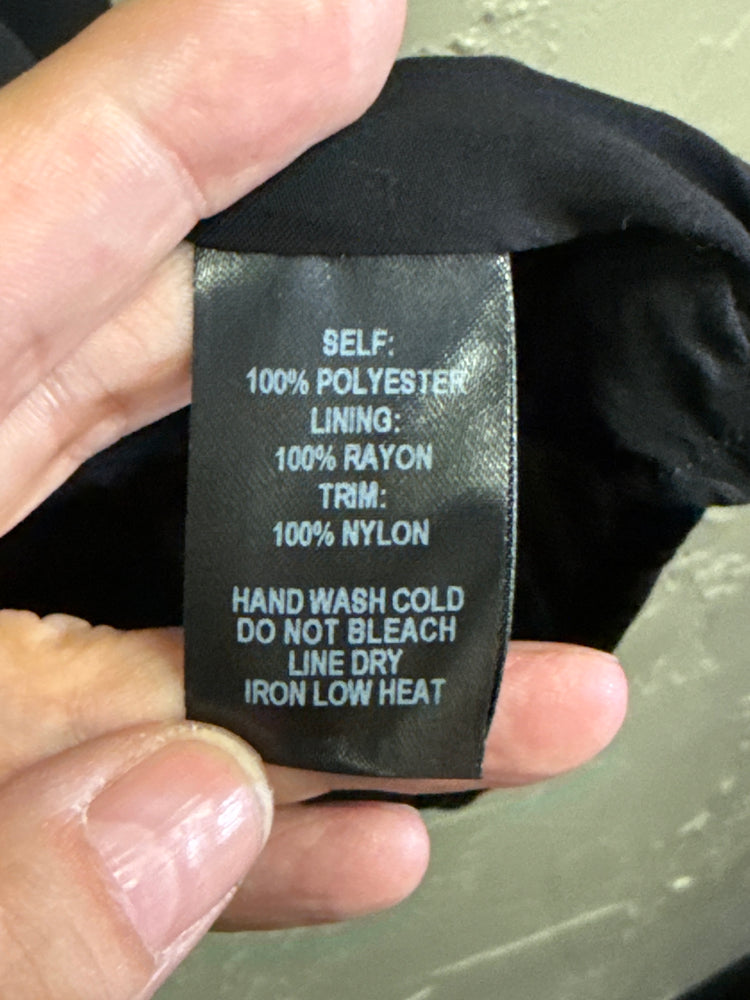 SELF:
100% POLYESTER
LINING:
100% RAYON
TRIM:
100% NYLON
HAND WASH COLD
DO NOT BLEACH
LINE DRY
IRON LOW HEAT